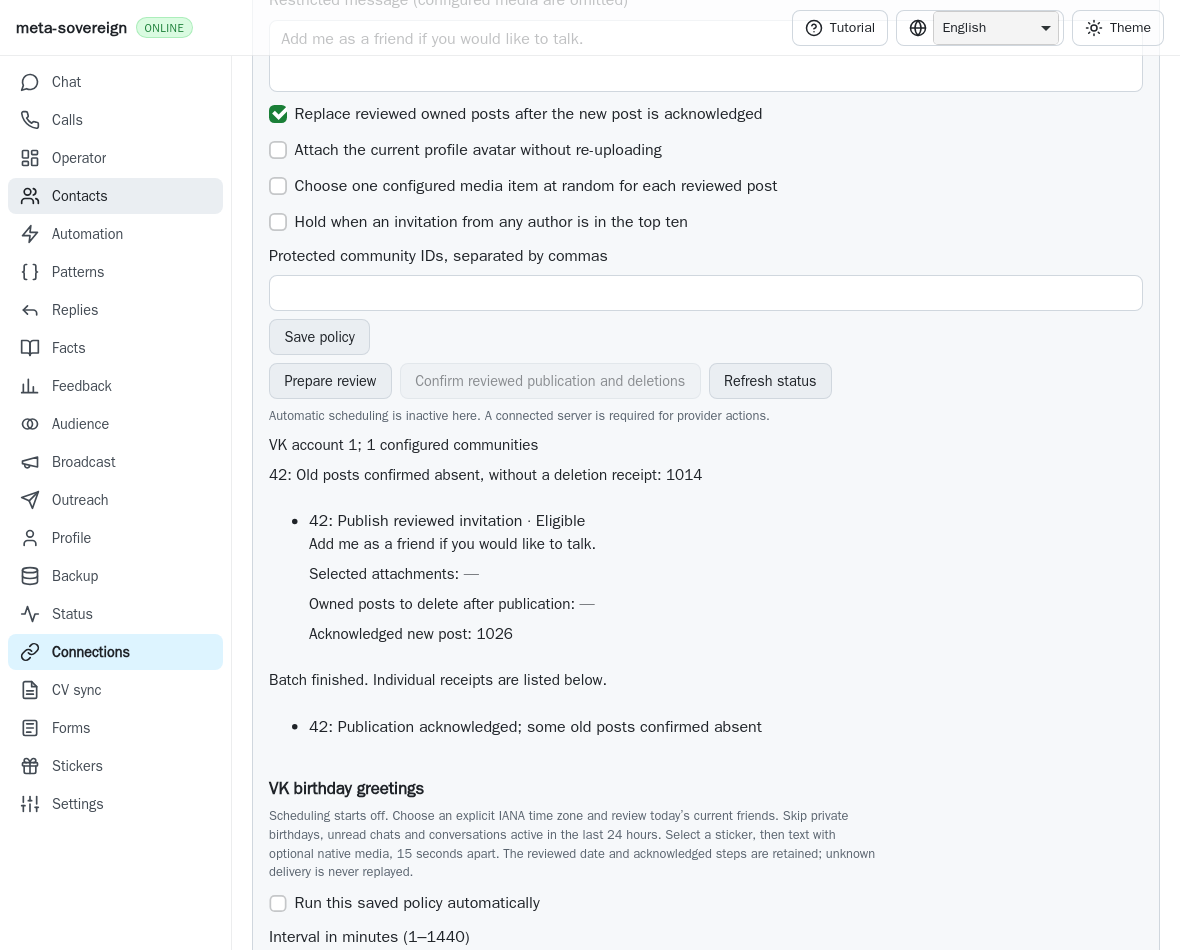 meta-sovereign
ONLINE
Tutorial
English
Theme
Chat
Calls
Operator
Contacts
Automation
Patterns
Replies
Facts
Feedback
Audience
Broadcast
Outreach
Profile
Backup
Status
Connections
CV sync
Forms
Stickers
Settings
Restricted message (configured media are omitted)
Add me as a friend if you would like to talk.
Replace reviewed owned posts after the new post is acknowledged
Attach the current profile avatar without re-uploading
Choose one configured media item at random for each reviewed post
Hold when an invitation from any author is in the top ten
Protected community IDs, separated by commas
Save policy
Prepare review
Confirm reviewed publication and deletions
Refresh status
Automatic scheduling is inactive here. A connected server is required for provider actions.
VK account 1; 1 configured communities
42: Old posts confirmed absent, without a deletion receipt: 1014
42: Publish reviewed invitation · Eligible
Add me as a friend if you would like to talk.
Selected attachments: —
Owned posts to delete after publication: —
Acknowledged new post: 1026
Batch finished. Individual receipts are listed below.
42: Publication acknowledged; some old posts confirmed absent
VK birthday greetings
Scheduling starts off. Choose an explicit IANA time zone and review today's current friends. Skip private
birthdays, unread chats and conversations active in the last 24 hours. Select a sticker, then text with
optional native media, 15 seconds apart. The reviewed date and acknowledged steps are retained; unknown
delivery is never replayed.
Run this saved policy automatically
Interval in minutes (1–1440)